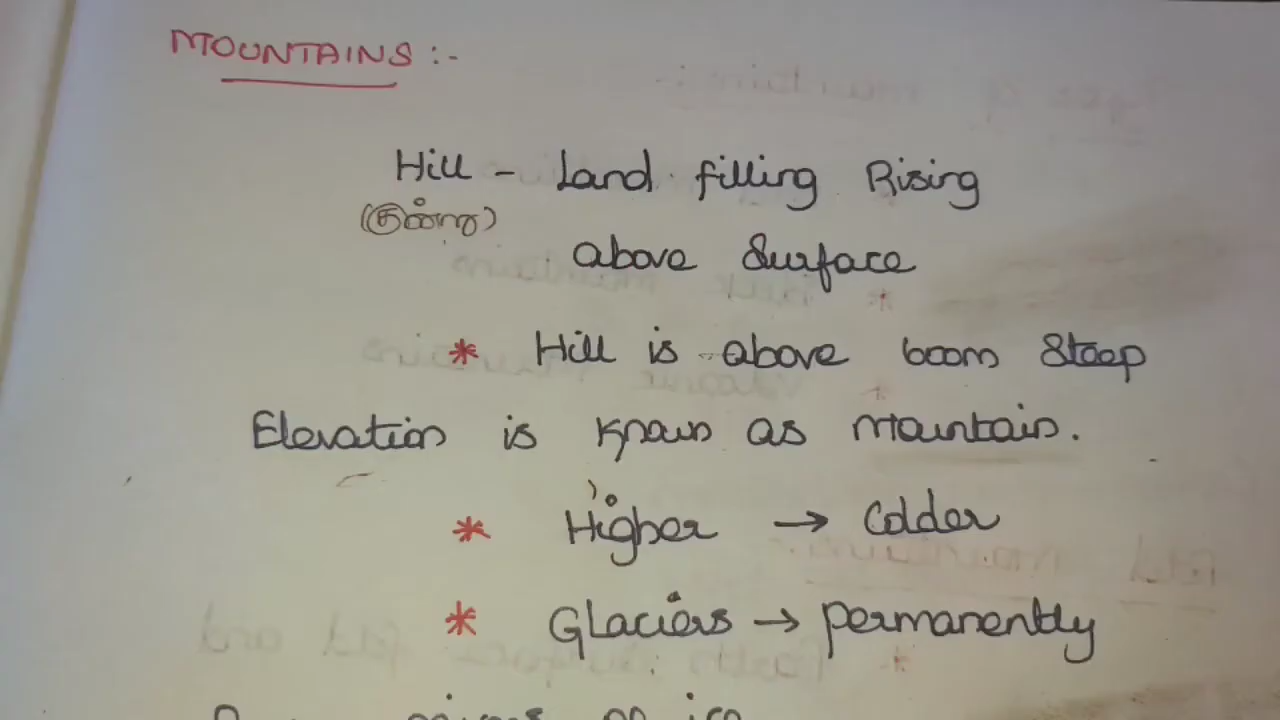 MOUNTAINS :-
Hill - Land filling Rising
(குன்று)
above Surface
* Hill is above 600m Steep
Elevation is known as mountain.
* Higher → Colder
* Glaciers → permanently